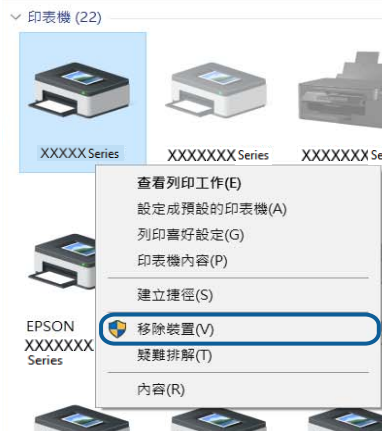 印表機 (22)
XXXXX Series
XXXXXXX Series
XXXXXXX Se
查看列印工作(E)
設定成預設的印表機(A)
列印喜好設定(G)
印表機內容(P)
建立捷徑(S)
移除裝置(V)
疑難排解(T)
內容(R)
EPSON
XXXXXXX
Series